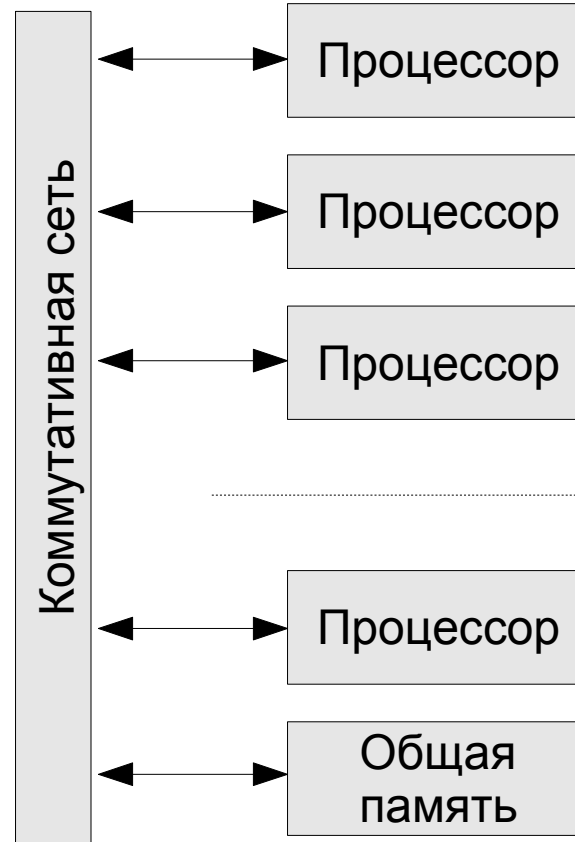 Коммутативная сеть
Процессор
Процессор
Процессор
Процессор
Общая
память